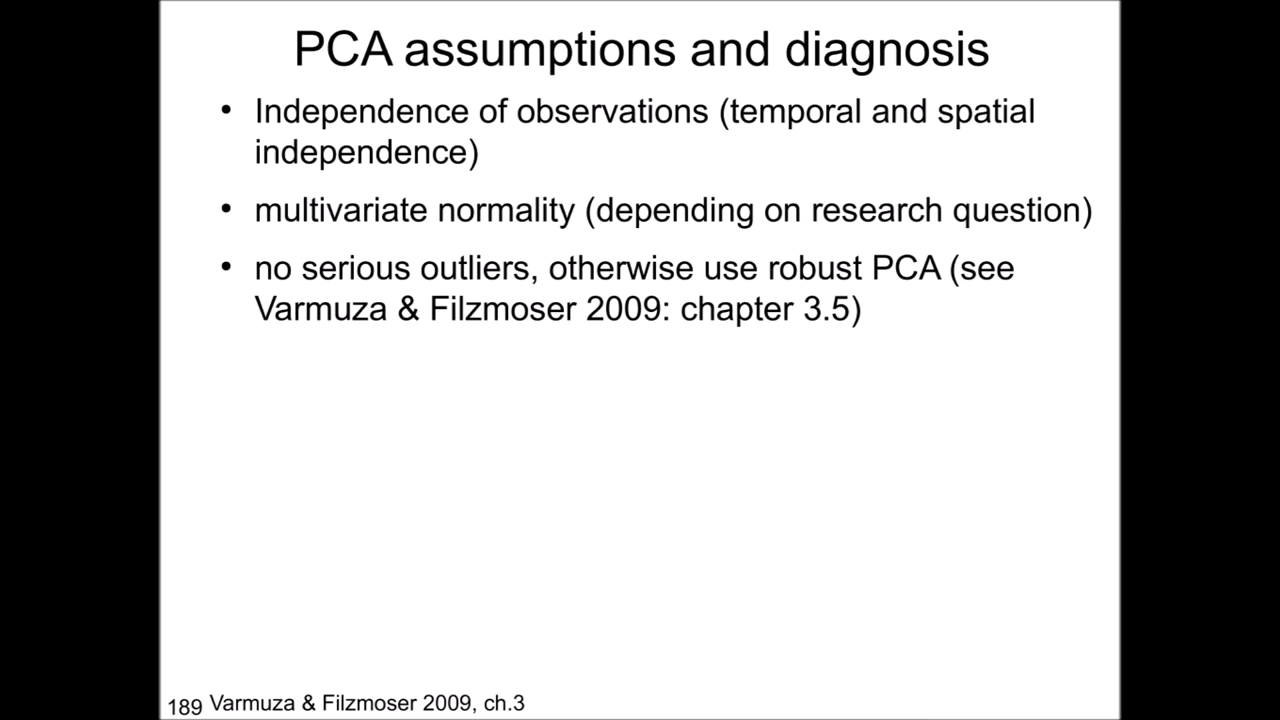 PCA assumptions and diagnosis
• Independence of observations (temporal and spatial
independence)
• multivariate normality (depending on research question)
• no serious outliers, otherwise use robust PCA (see
Varmuza & Filzmoser 2009: chapter 3.5)
189 Varmuza & Filzmoser 2009, ch.3